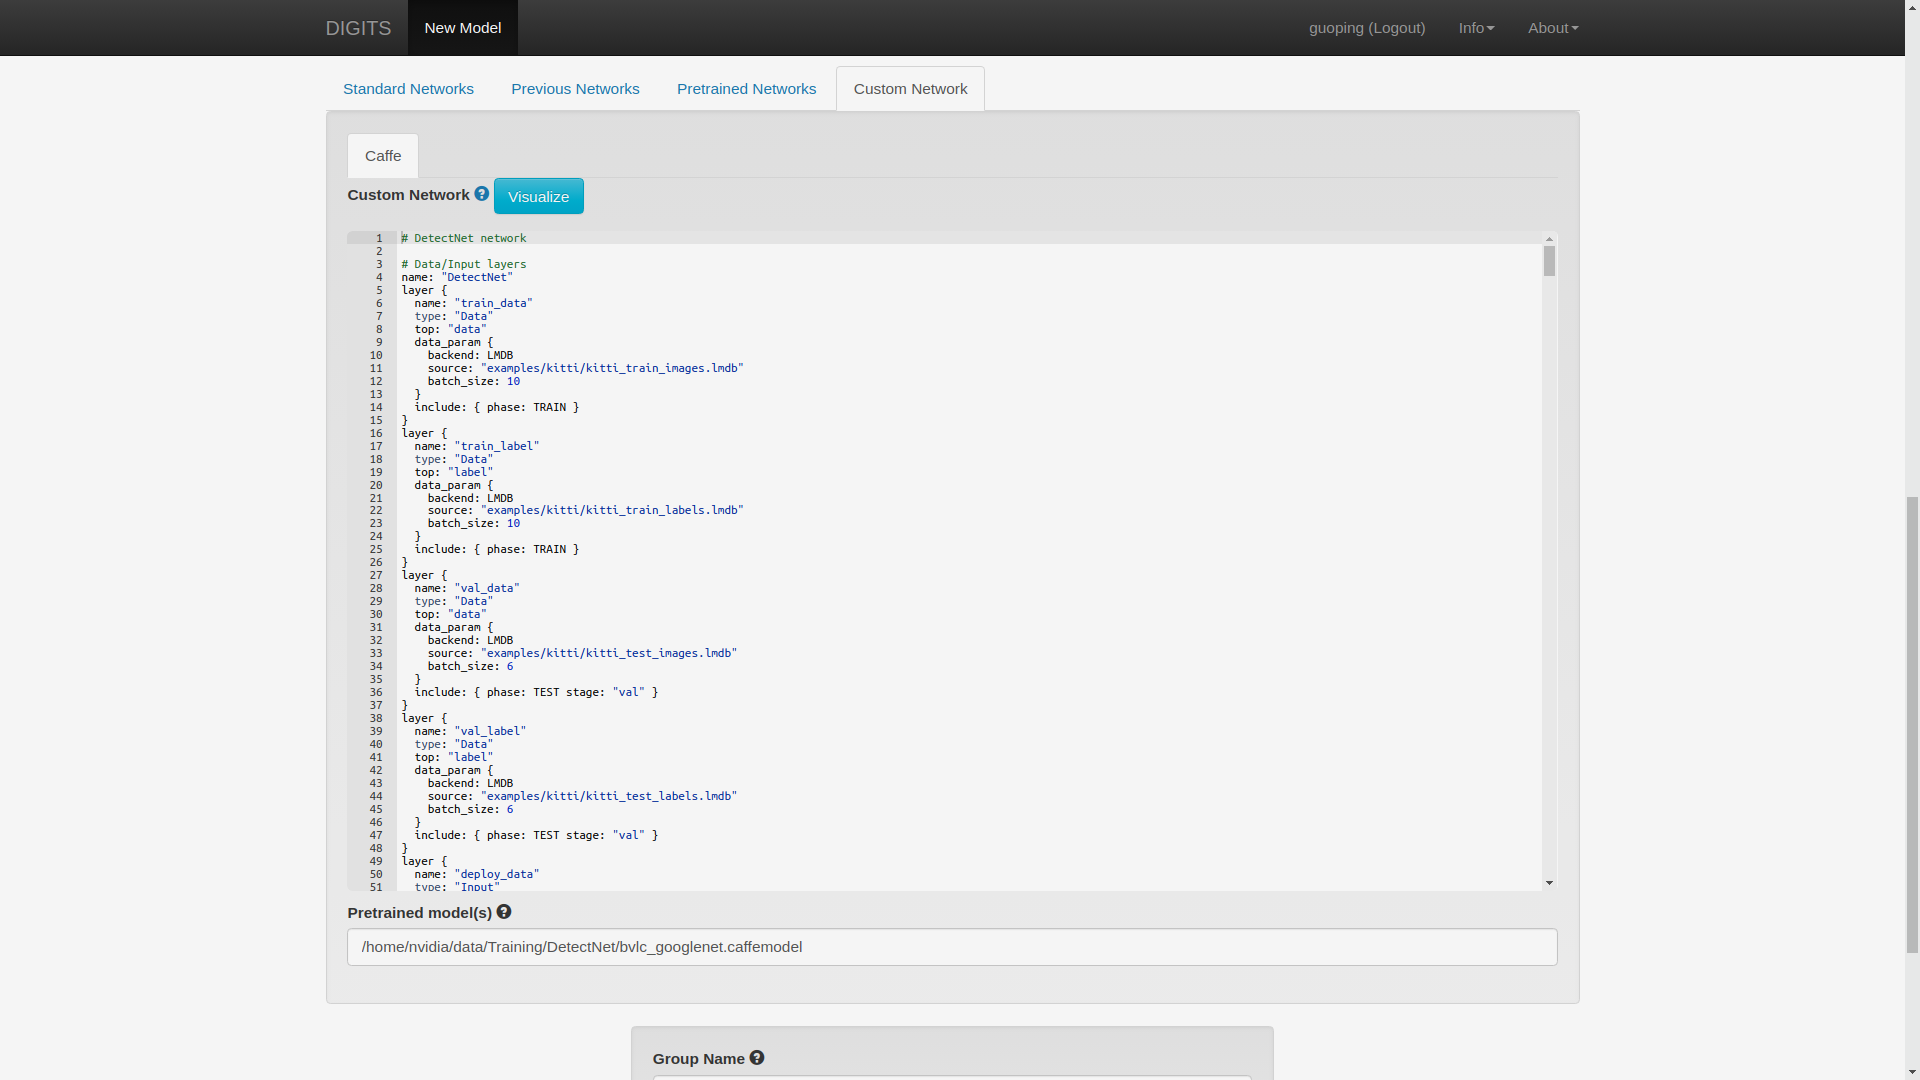 DIGITS New Model guoping (Logout) Info About
Standard Networks Previous Networks Pretrained Networks Custom Network
Caffe
Custom Network Visualize
1 # DetectNet network
2
3 # Data/Input layers
4 name: "DetectNet"
5 layer {
6 name: "train_data"
7 type: "Data"
8 top: "data"
9 data_param {
10 backend: LMDB
11 source: "examples/kitti/kitti_train_images.lmdb"
12 batch_size: 10
13 }
14 include: { phase: TRAIN }
15 }
16 layer {
17 name: "train_label"
18 type: "Data"
19 top: "label"
20 data_param {
21 backend: LMDB
22 source: "examples/kitti/kitti_train_labels.lmdb"
23 batch_size: 10
24 }
25 include: { phase: TRAIN }
26 }
27 layer {
28 name: "val_data"
29 type: "Data"
30 top: "data"
31 data_param {
32 backend: LMDB
33 source: "examples/kitti/kitti_test_images.lmdb"
34 batch_size: 6
35 }
36 include: { phase: TEST stage: "val" }
37 }
38 layer {
39 name: "val_label"
40 type: "Data"
41 top: "label"
42 data_param {
43 backend: LMDB
44 source: "examples/kitti/kitti_test_labels.lmdb"
45 batch_size: 6
46 }
47 include: { phase: TEST stage: "val" }
48 }
49 layer {
50 name: "deploy_data"
51 type: "Input"
Pretrained model(s)
/home/nvidia/data/Training/DetectNet/bvlc_googlenet.caffemodel
Group Name